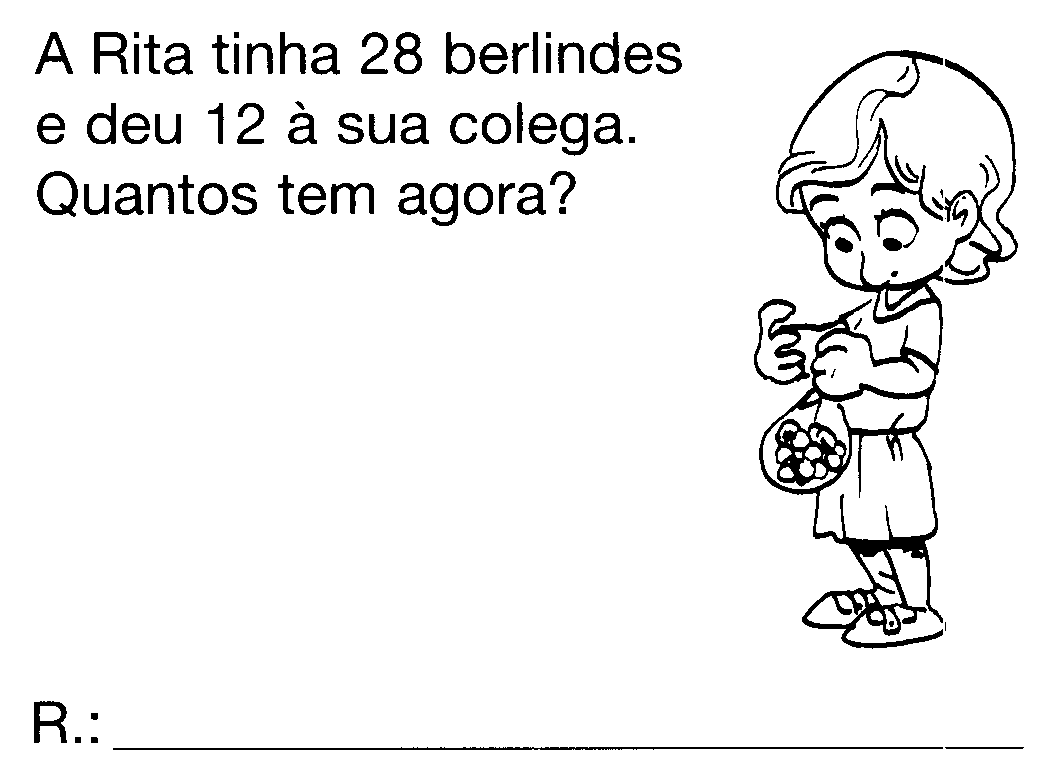 A Rita tinha 28 berlindes
e deu 12 à sua colega.
Quantos tem agora?
R.: